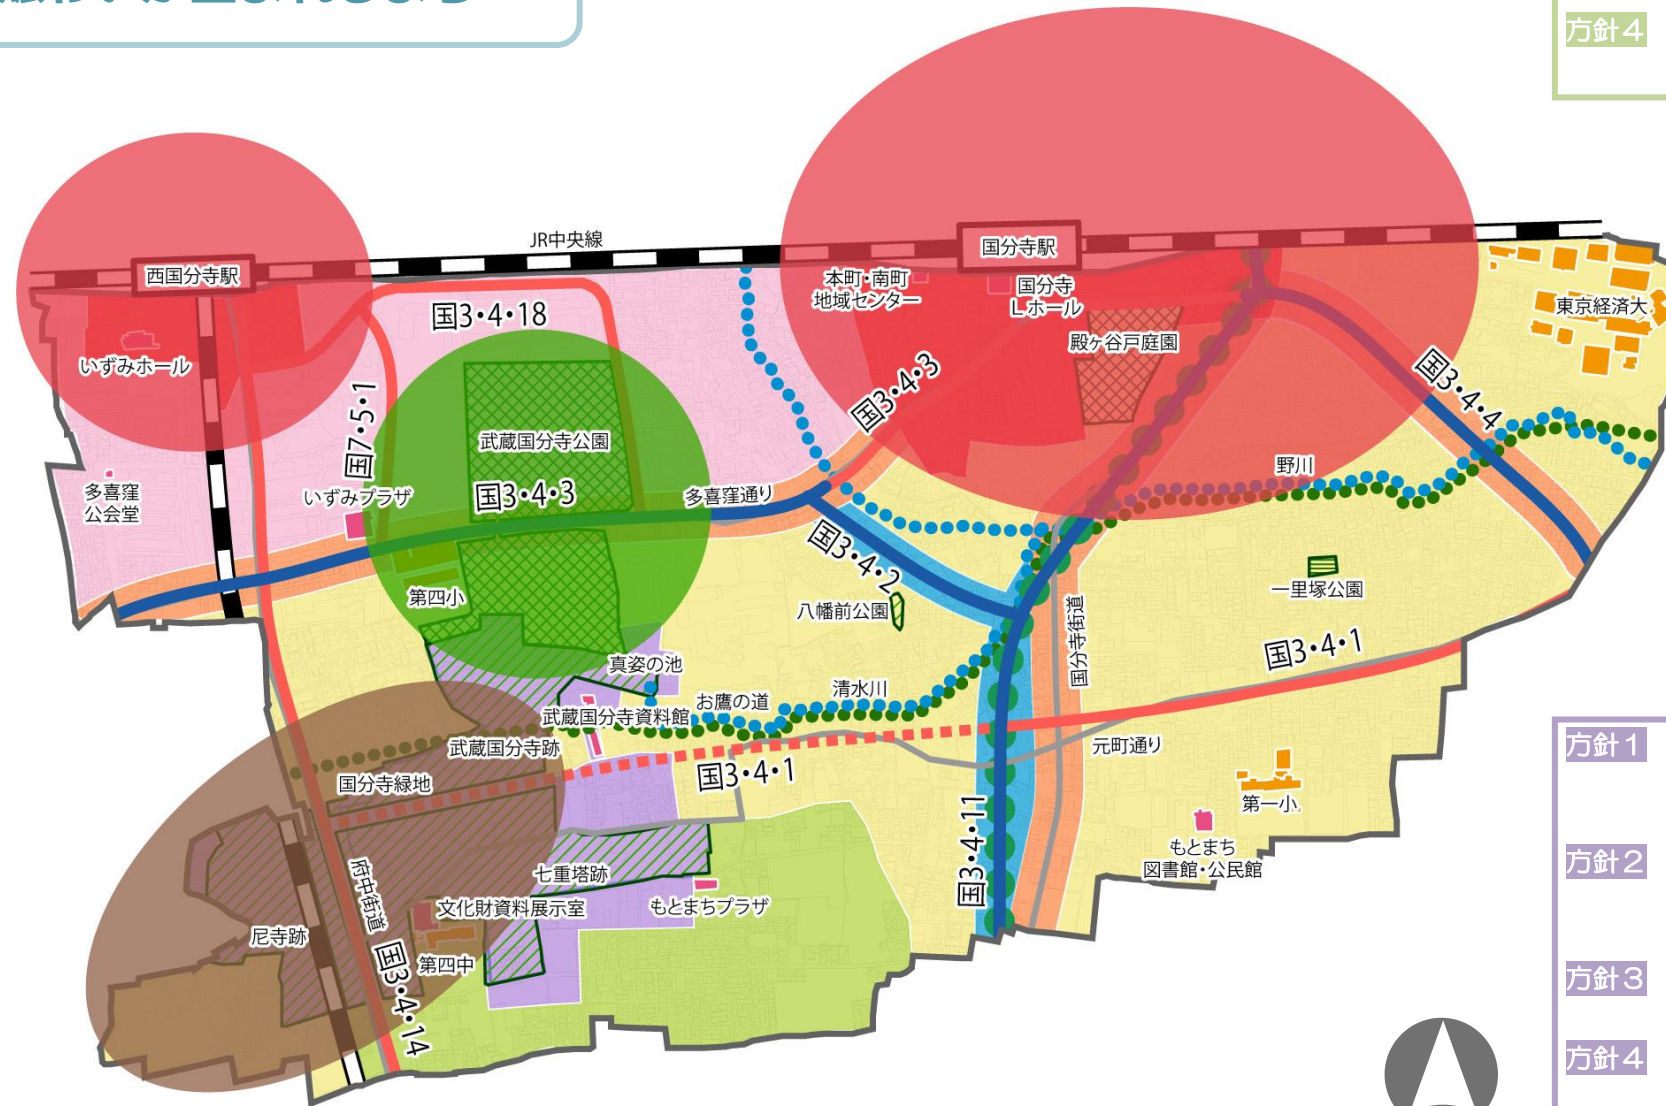 方針4
JR中央線
国分寺駅
西国分寺駅
本町・南町
地域センター
国分寺
Lホール
東京経済大
国3・4・18
殿ヶ谷戸庭園
いずみホール
国3・4・3
国3・4・4
国7・5・1
武蔵国分寺公園
野川
多喜窪
公会堂
いずみプラザ
国3・4・3
多喜窪通り
国3・4・2
第四小
八幡前公園
一里塚公園
国分寺街道
国3・4・1
真姿の池
お鷹の道
清水川
武蔵国分寺資料館
武蔵国分寺跡
元町通り
国分寺緑地
国3・4・1
方針1
国3・4・11
第一小
もとまち
図書館・公民館
方針2
府中街道
七重塔跡
文化財資料展示室
もとまちプラザ
尼寺跡
第四中
国3・4・14
方針3
方針4